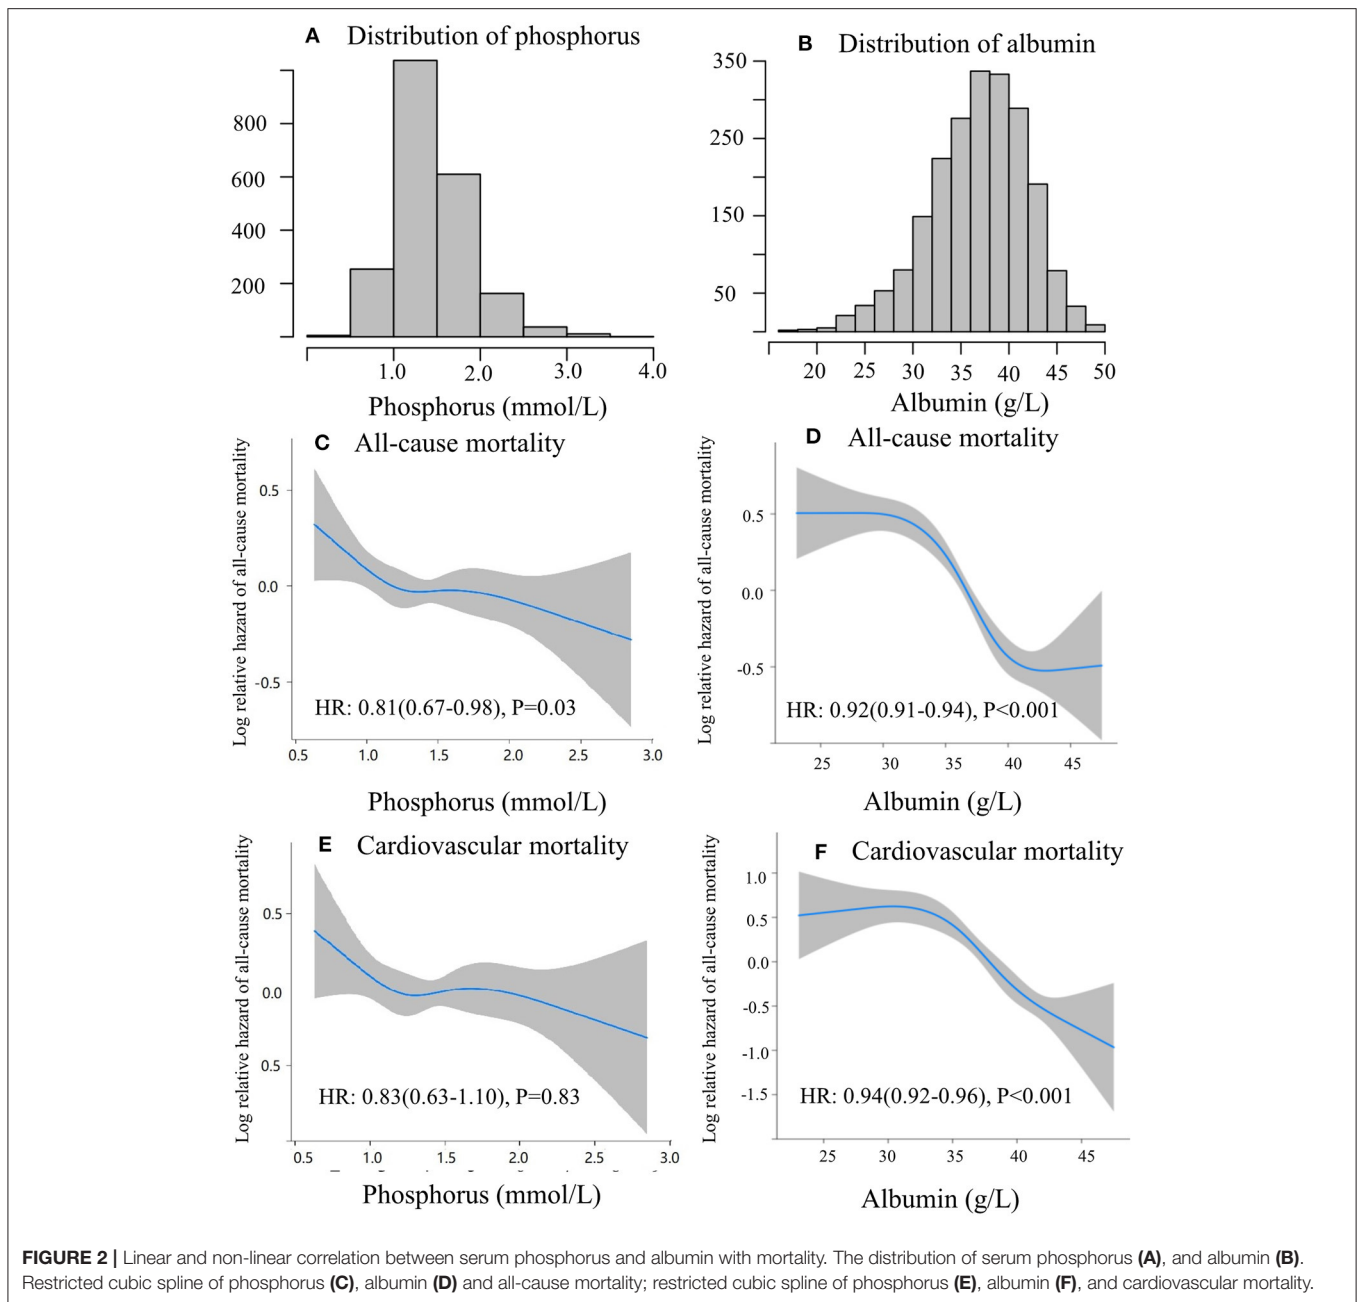 A Distribution of phosphorus
800
600
400
200
1.0 2.0 3.0 4.0
Phosphorus (mmol/L)
B Distribution of albumin
350
250
150
50
20 25 30 35 35 40 45 50
Albumin (g/L)
C All-cause mortality
Log relative hazard of all-cause mortality
0.5
0.0
-0.5
HR: 0.81(0.67-0.98), P=0.03
0.5 1.0 1.5 2.0 2.5 3.0
Phosphorus (mmol/L)
D All-cause mortality
Log relative hazard of all-cause mortality
0.5
0.0
-0.5
HR: 0.92(0.91-0.94), P<0.001
25 30 35 40 45
Albumin (g/L)
E Cardiovascular mortality
Log relative hazard of all-cause mortality
0.5
0.0
0.5
HR: 0.83(0.63-1.10), P=0.83
0.5 1.0 1.5 2.0 2.5 3.0
Phosphorus (mmol/L)
F Cardiovascular mortality
Log relative hazard of all-cause mortality
1.0
0.5
0.0
-0.5
-1.0
-1.5
HR: 0.94(0.92-0.96), P<0.001
25 30 35 40 45
Albumin (g/L)
FIGURE 2 | Linear and non-linear correlation between serum phosphorus and albumin with mortality. The distribution of serum phosphorus (A), and albumin (B).
Restricted cubic spline of phosphorus (C), albumin (D) and all-cause mortality; restricted cubic spline of phosphorus (E), albumin (F), and cardiovascular mortality.